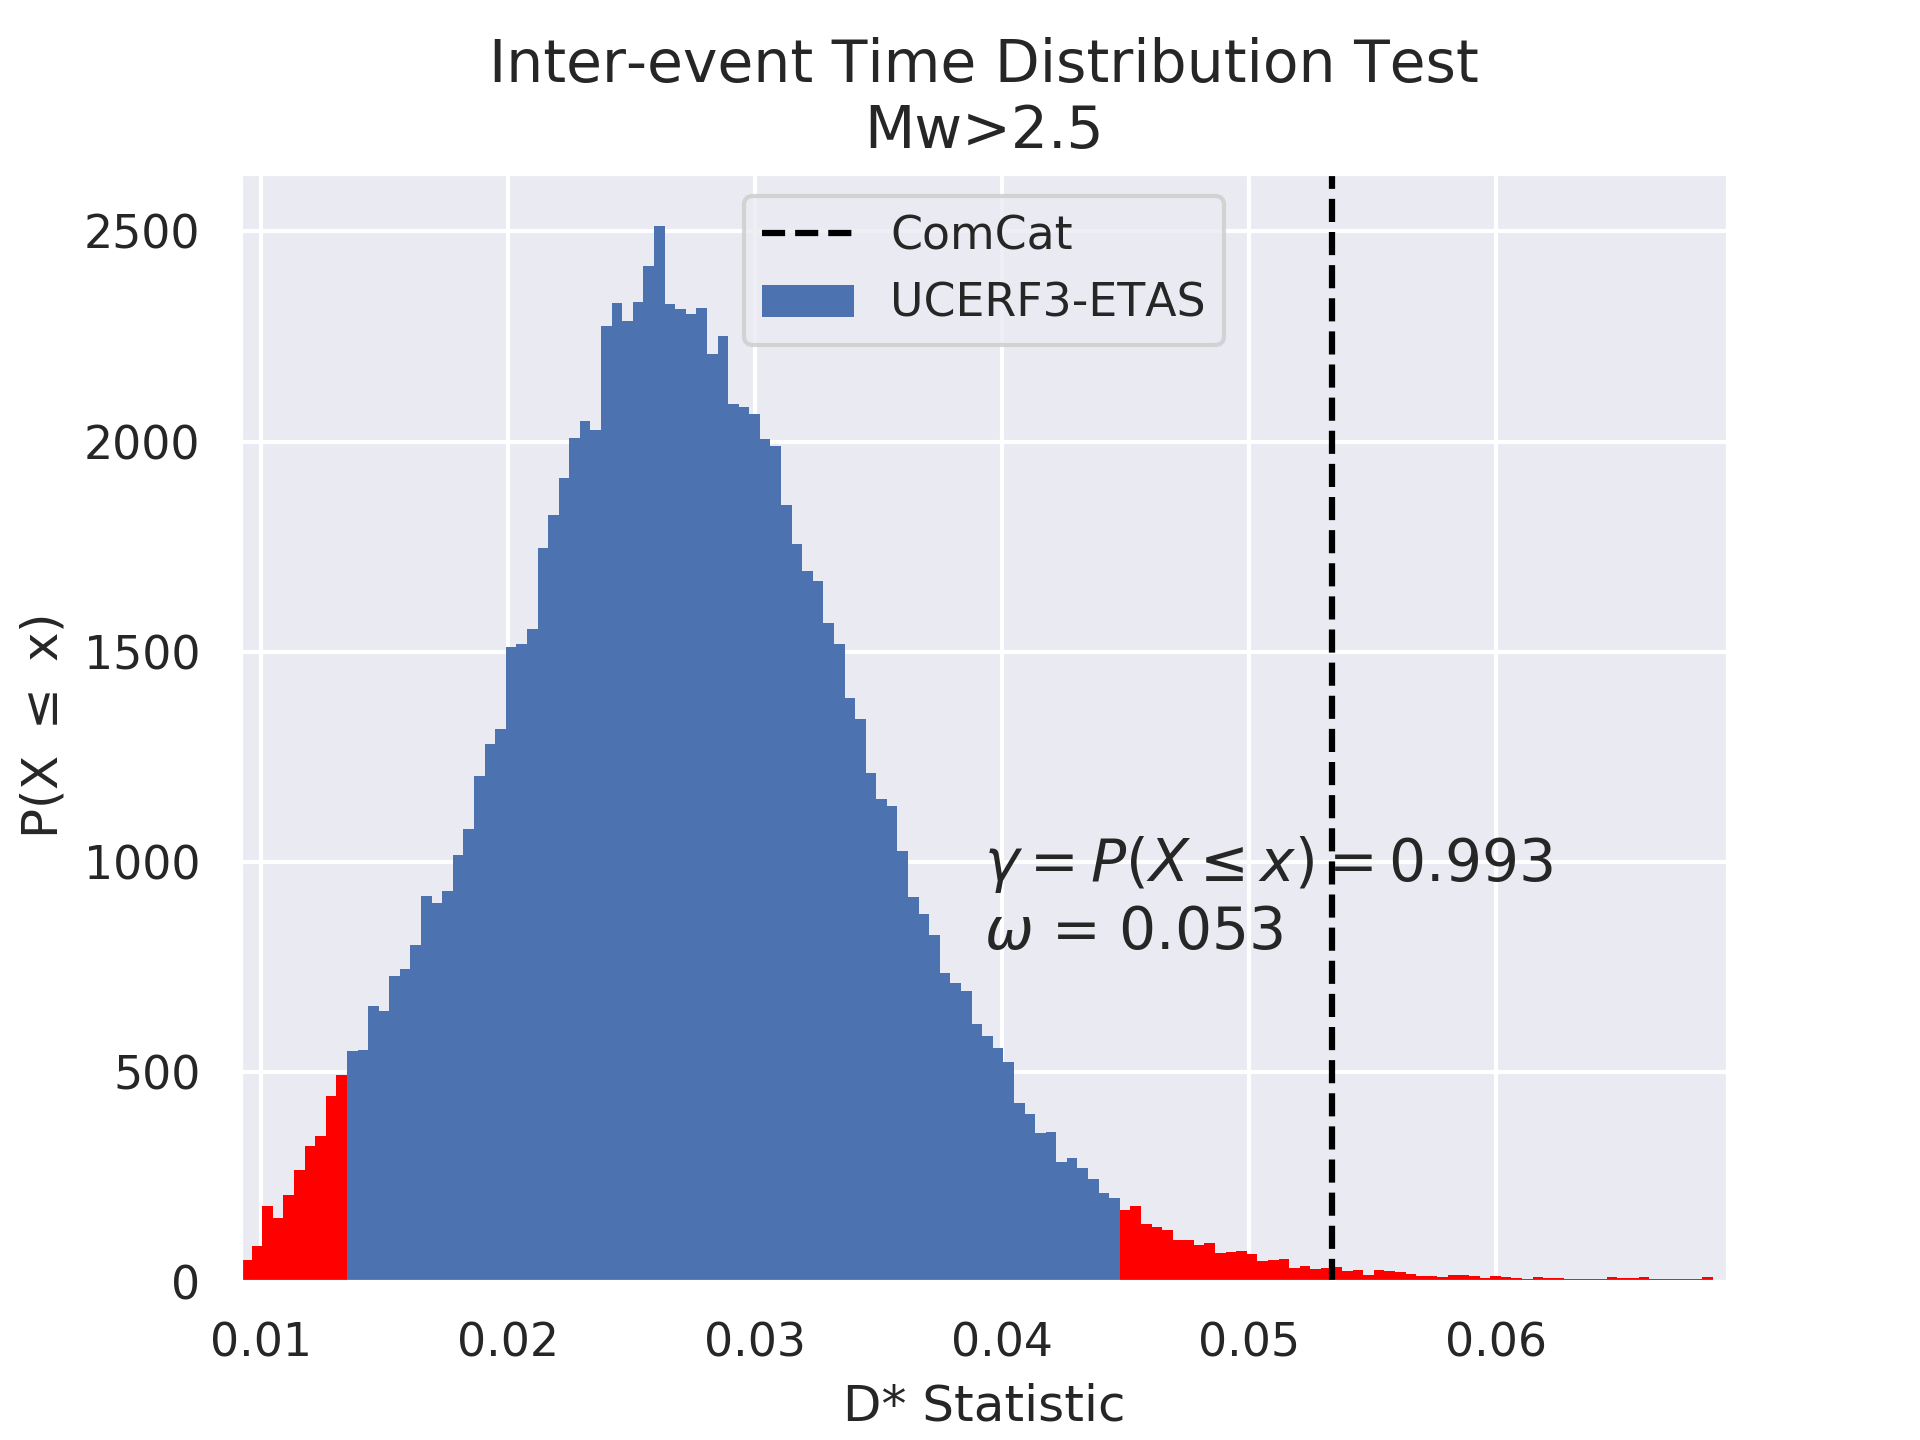 Inter-event Time Distribution Test
Mw>2.5
ComCat
UCERF3-ETAS
2500
2000
1500
1000
500
0
P(X ≤ x)
γ = P(X ≤ x) = 0.993
ω = 0.053
0.01 0.02 0.03 0.04 0.05 0.06
D* Statistic